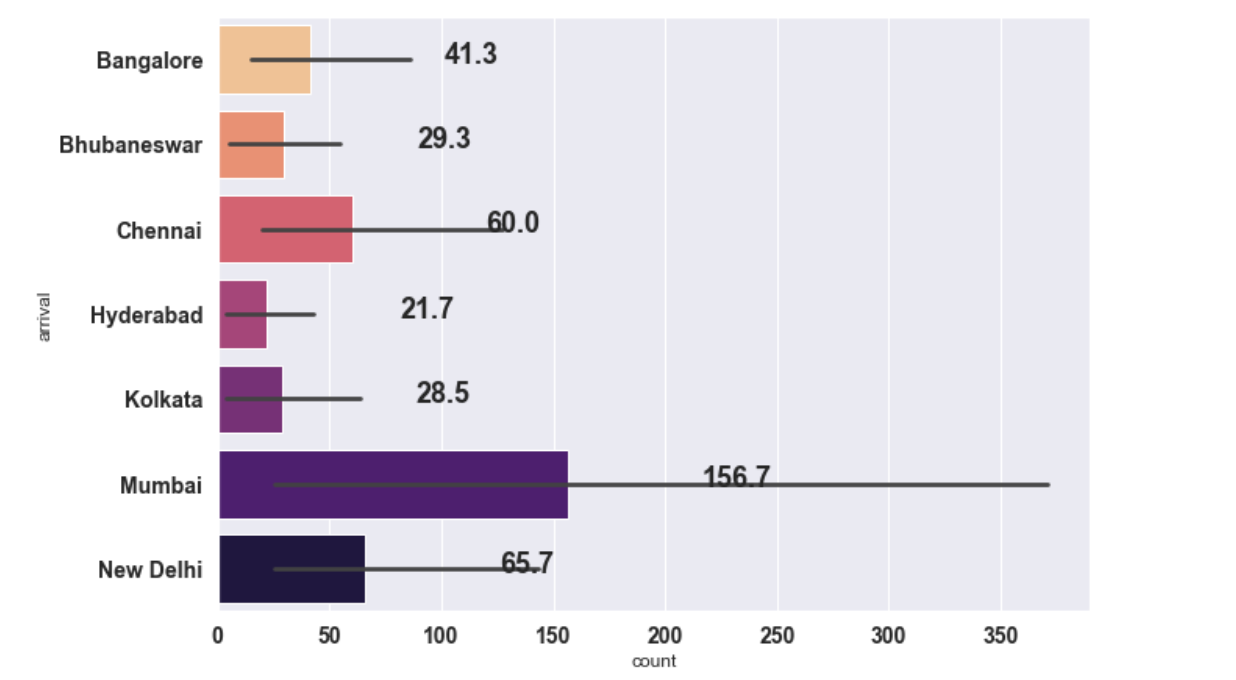 Bangalore 41.3
Bhubaneswar 29.3
Chennai 60.0
Hyderabad 21.7
Kolkata 28.5
Mumbai 156.7
New Delhi 65.7
arrival
0 50 100 150 200 250 300 350
count